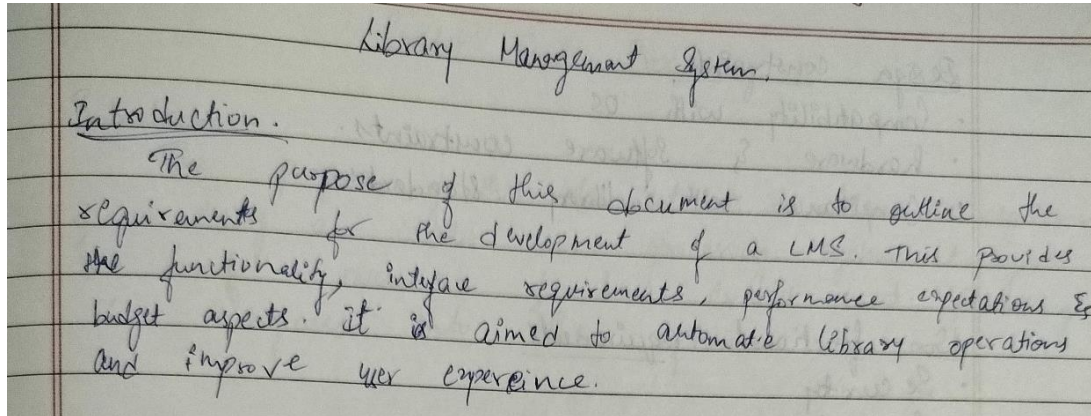 Library Management System.
Introduction.
The purpose of this document is to outline the
requirements for the development of a LMS. This provides
the functionality, interface requirements, performance expectations &
budget aspects. it is aimed to automatie library operations
and improve user expereince.